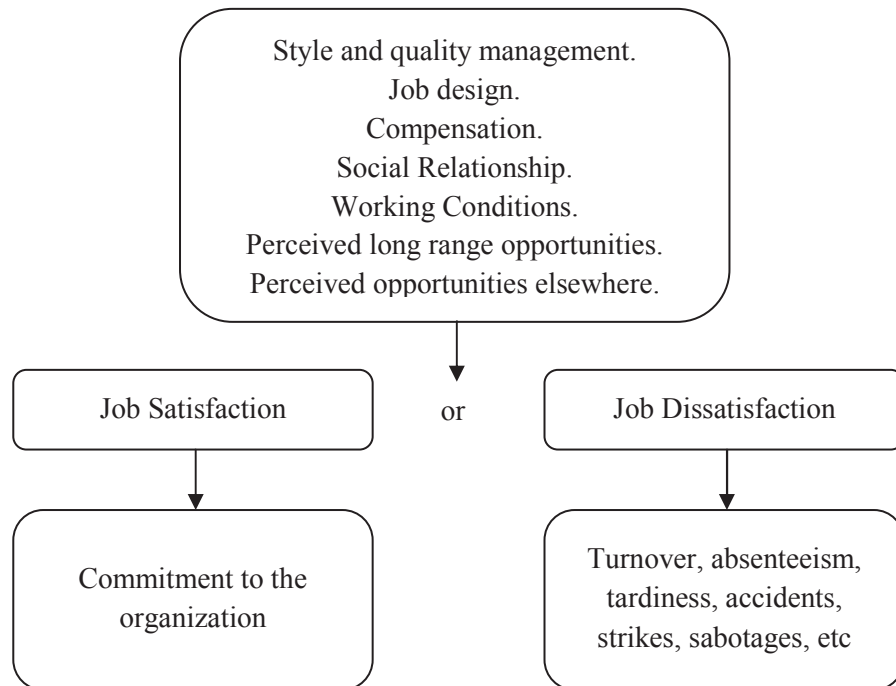 Style and quality management.
Job design.
Compensation.
Social Relationship.
Working Conditions.
Perceived long range opportunities.
Perceived opportunities elsewhere.
Job Satisfaction
or
Job Dissatisfaction
Commitment to the
organization
Turnover, absenteeism,
tardiness, accidents,
strikes, sabotages, etc